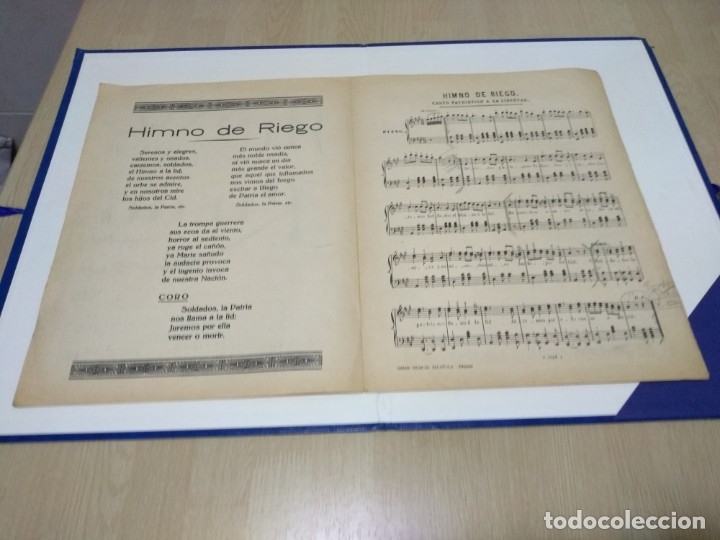 Himno de Riego
Serenos y alegres,
valientes y osados,
cantemos, soldados,
el Himno a la lid;
de nuestros acentos
el orbe se admire,
y en nosotros mire
los hijos del Cid.
Soldados, la Patria, etc.
El mundo vió nunca
más noble osadía,
ni vió nunca un día
más grande el valor,
que aquel que inflamados
nos vimos del fuego
excitar a Riego
de Patria el amor.
Soldados, la Patria, etc.
La trompa guerrera
sus ecos da al viento,
horror al sediento,
ya ruge el cañón,
ya Marte sañudo
la audacia provoca
y el ingenio invoca
de nuestra Nación.
CORO
Soldados, la Patria
nos llama a la lid:
Juremos por ella
vencer o morir.
HIMNO DE RIEGO.
CANTO PATRIOTICO A LA LIBERTAD.
PIANO.
todocoleccion.net